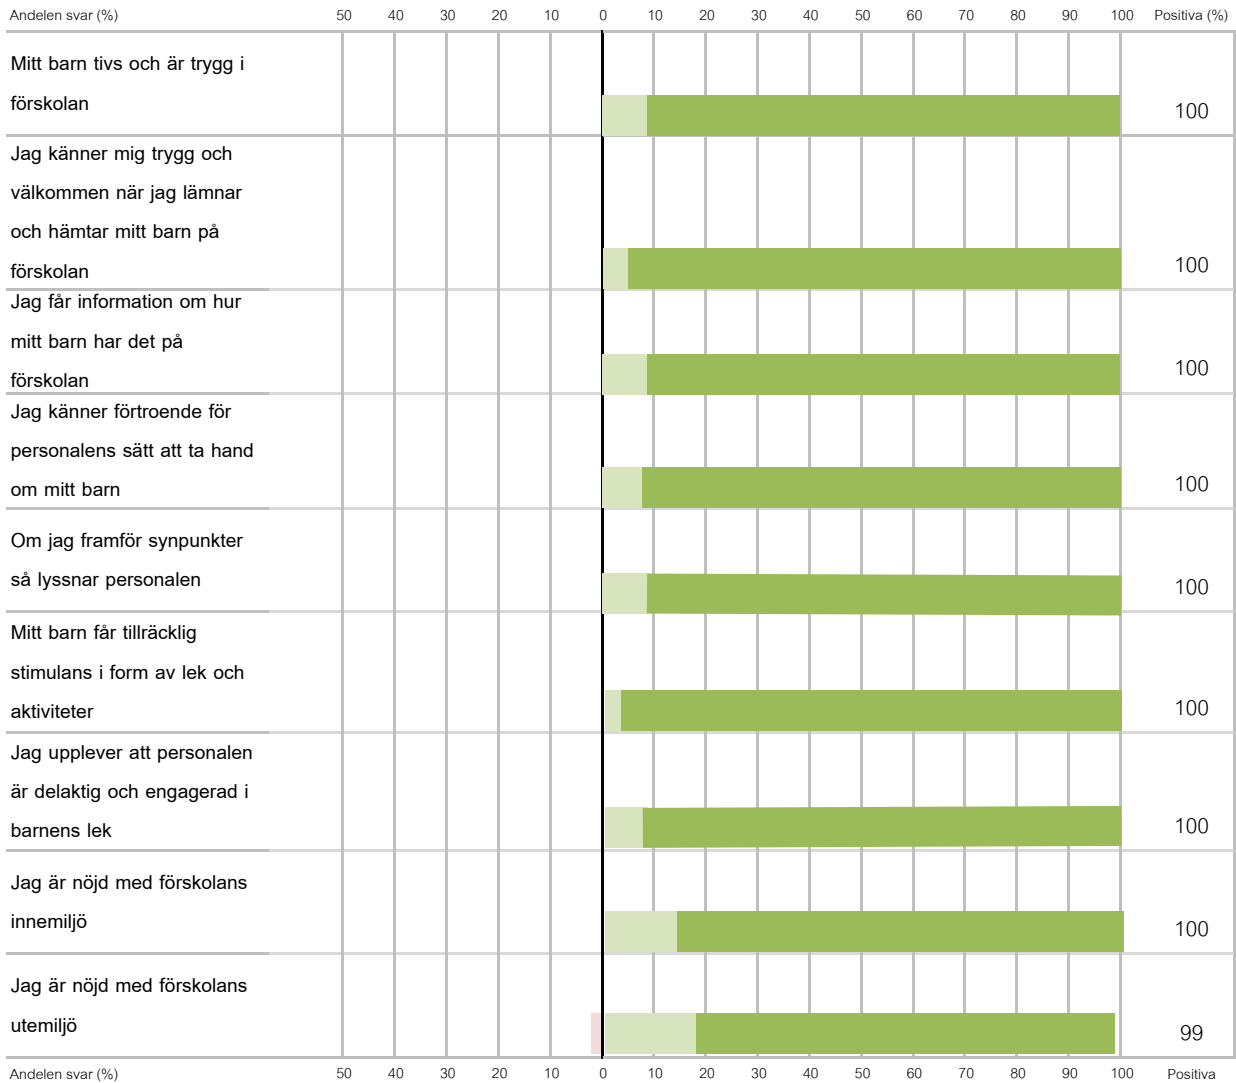 Andelen svar (%) 50 40 30 20 10 0 10 20 30 40 50 60 70 80 90 100 Positiva (%)
Mitt barn tivs och är trygg i
förskolan
100
Jag känner mig trygg och
välkommen när jag lämnar
och hämtar mitt barn på
förskolan
100
Jag får information om hur
mitt barn har det på
förskolan
100
Jag känner förtroende för
personalens sätt att ta hand
om mitt barn
100
Om jag framför synpunkter
så lyssnar personalen
100
Mitt barn får tillräcklig
stimulans i form av lek och
aktiviteter
100
Jag upplever att personalen
är delaktig och engagerad i
barnens lek
100
Jag är nöjd med förskolans
innemiljö
100
Jag är nöjd med förskolans
utemiljö
99
Andelen svar (%) 50 40 30 20 10 0 10 20 30 40 50 60 70 80 90 100 Positiva